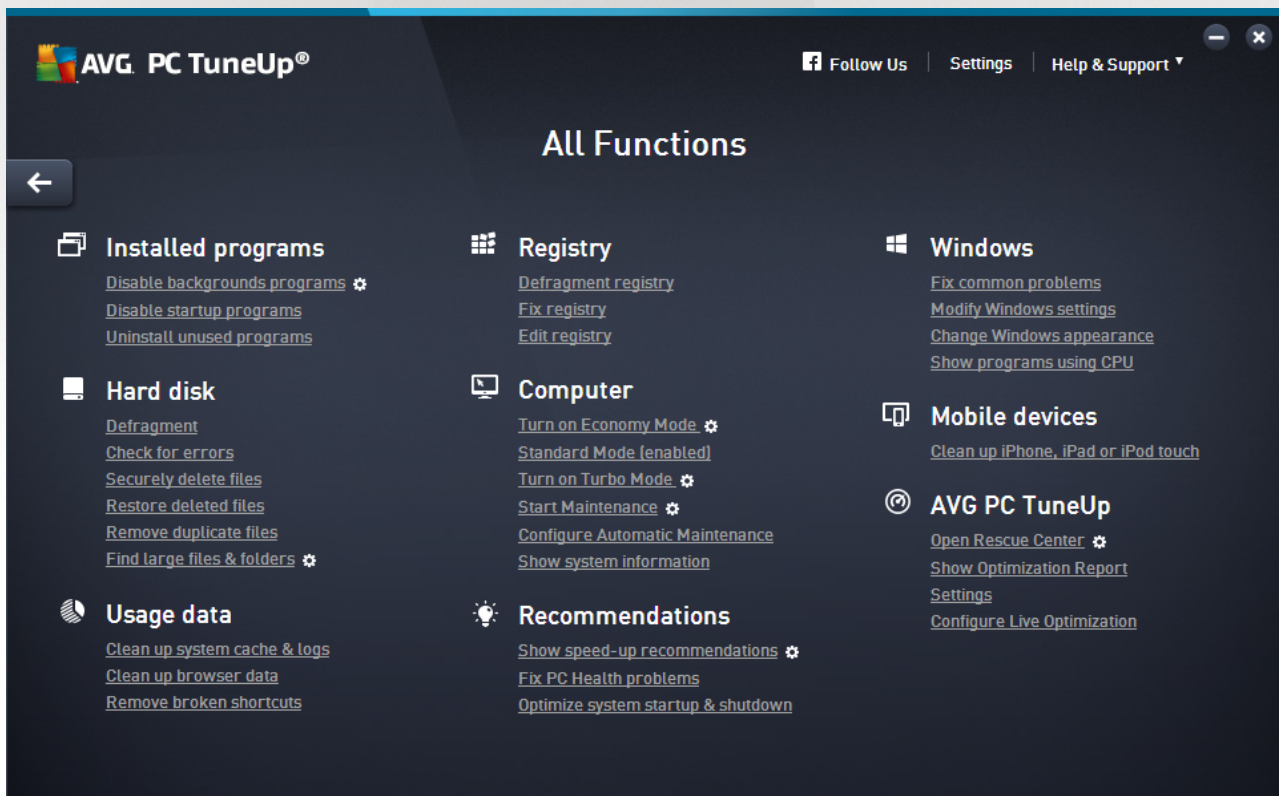 AVG. PC TuneUp®
Follow Us
Settings
Help & Support
All Functions
Installed programs
Disable backgrounds programs
Disable startup programs
Uninstall unused programs
Hard disk
Defragment
Check for errors
Securely delete files
Restore deleted files
Remove duplicate files
Find large files & folders
Usage data
Clean up system cache & logs
Clean up browser data
Remove broken shortcuts
Registry
Defragment registry
Fix registry
Edit registry
Computer
Turn on Economy Mode
Standard Mode (enabled)
Turn on Turbo Mode
Start Maintenance
Configure Automatic Maintenance
Show system information
Recommendations
Show speed-up recommendations
Fix PC Health problems
Optimize system startup & shutdown
Windows
Fix common problems
Modify Windows settings
Change Windows appearance
Show programs using CPU
Mobile devices
Clean up iPhone, iPad or iPod touch
AVG PC TuneUp
Open Rescue Center
Show Optimization Report
Settings
Configure Live Optimization